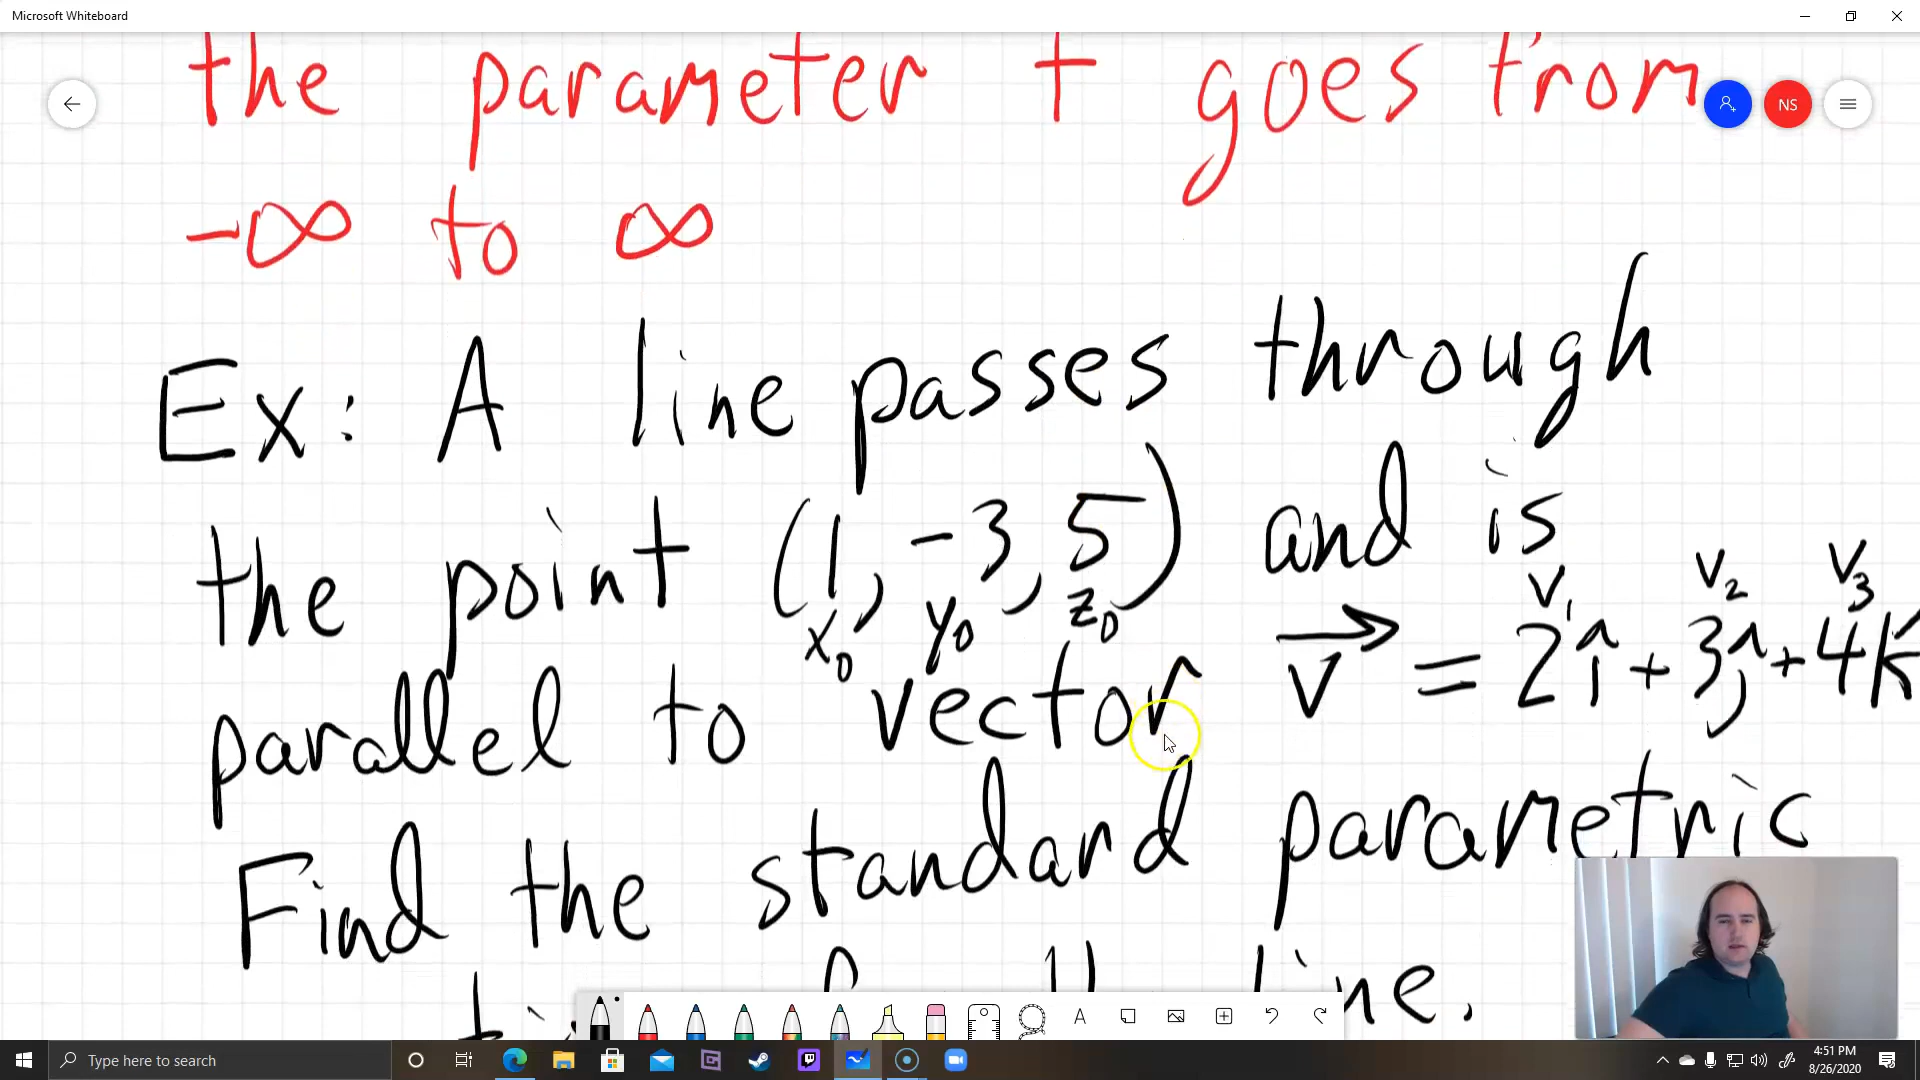 Microsoft Whiteboard
the parameter t goes from
NS
-∞ to ∞
Ex: A line passes through
the point (1, -3, 5) and is
x₀ y₀ z₀ v₁ v₂ v₃
parallel to vector v⃗ = 2î + 3ĵ + 4k
Find the standard parametric
line.
Type here to search
4:51 PM
8/26/2020